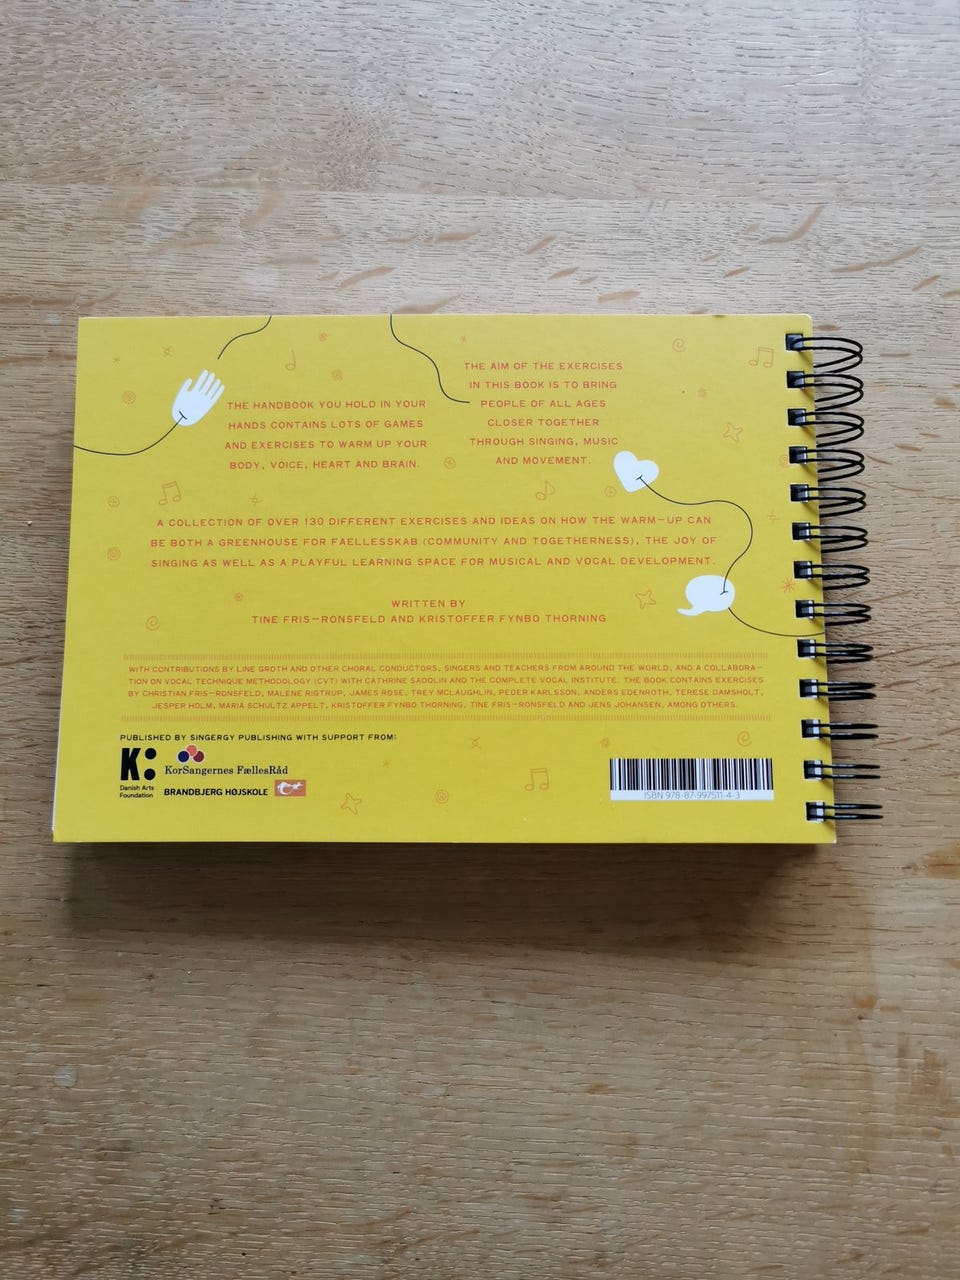 THE HANDBOOK YOU HOLD IN YOUR
HANDS CONTAINS LOTS OF GAMES
AND EXERCISES TO WARM UP YOUR
BODY, VOICE, HEART AND BRAIN.
THE AIM OF THE EXERCISES
IN THIS BOOK IS TO BRING
PEOPLE OF ALL AGES
CLOSER TOGETHER
THROUGH SINGING, MUSIC
AND MOVEMENT.
A COLLECTION OF OVER 130 DIFFERENT EXERCISES AND IDEAS ON HOW THE WARM-UP CAN
BE BOTH A GREENHOUSE FOR FAELLESSKAB (COMMUNITY AND TOGETHERNESS), THE JOY OF
SINGING AS WELL AS A PLAYFUL LEARNING SPACE FOR MUSICAL AND VOCAL DEVELOPMENT.
WRITTEN BY
TINE FRIS-RONSFELD AND KRISTOFFER FYNBO THORNING
WITH CONTRIBUTIONS BY LINE GROTH AND OTHER CHORAL CONDUCTORS, SINGERS AND TEACHERS FROM AROUND THE WORLD, AND A COLLABORA-
TION ON VOCAL TECHNIQUE METHODOLOGY (CVT) WITH CATHRINE SADOLIN AND THE COMPLETE VOCAL INSTITUTE. THE BOOK CONTAINS EXERCISES
BY CHRISTIAN FRIS-RONSFELD, MALENE RIGTRUP, JAMES ROSE, TREY MCLAUGHLIN, PEDER KARLSSON, ANDERS EDENROTH, TERESE DAMSHOLT,
JESPER HOLM, MARIA SCHULTZ APPELT, KRISTOFFER FYNBO THORNING, TINE FRIS-RONSFELD AND JENS JOHANSEN, AMONG OTHERS.
PUBLISHED BY SINGERGY PUBLISHING WITH SUPPORT FROM:
K:
Danish Arts
Foundation
KorSangernes FællesRåd
BRANDBJERG HØJSKOLE
ISBN 978-87-997511-4-3